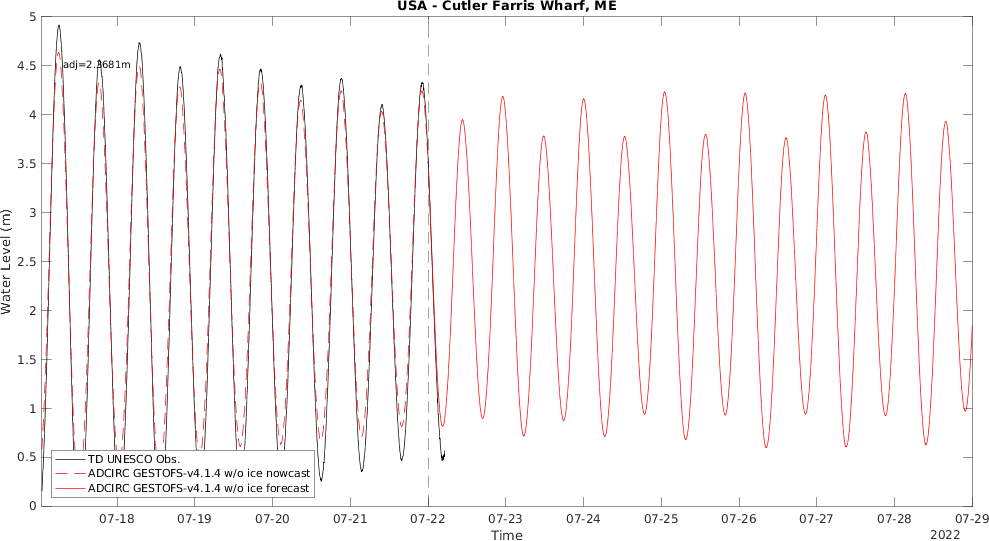 USA - Cutler Farris Wharf, ME
5
4.5
4
3.5
3
2.5
2
1.5
1
0.5
0
Water Level (m)
adj=2.3681m
TD UNESCO Obs.
ADCIRC GESTOFS-v4.1.4 w/o ice nowcast
ADCIRC GESTOFS-v4.1.4 w/o ice forecast
07-18 07-19 07-20 07-21 07-22 07-23 07-24 07-25 07-26 07-27 07-28 07-29
Time
2022